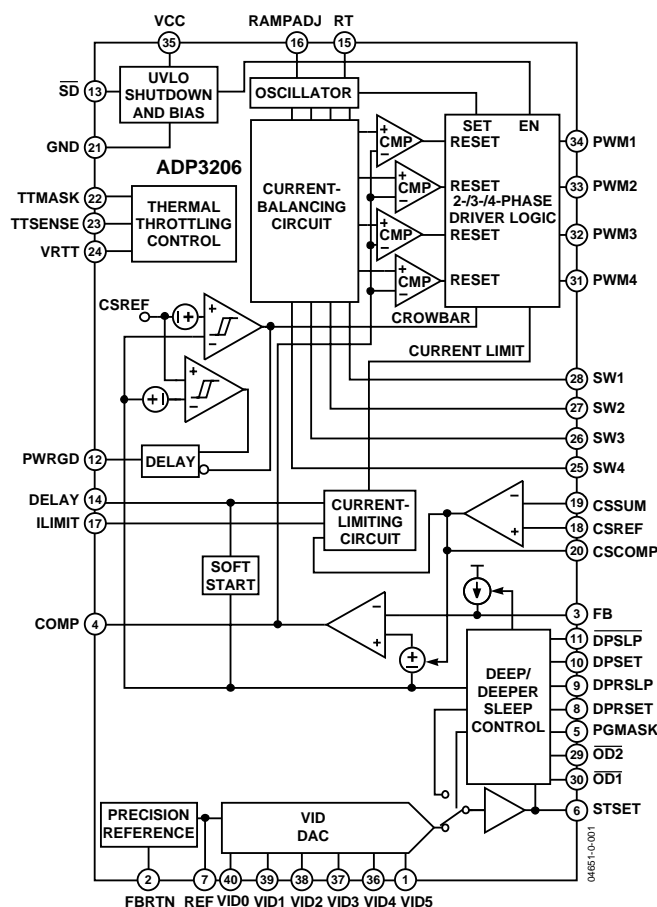 VCC RAMPADJ RT
35 16 15
SD 13
UVLO
SHUTDOWN
AND BIAS
OSCILLATOR
SET EN
GND 21
ADP3206
CURRENT-
BALANCING
CIRCUIT
+ – CMP RESET
+ – CMP RESET
2-/3-/4-PHASE
DRIVER LOGIC
+ – CMP RESET
+ – CMP RESET
34 PWM1
33 PWM2
32 PWM3
31 PWM4
TTMASK 22
TTSENSE 23
VRTT 24
THERMAL
THROTTLING
CONTROL
CSREF
+ –
CROWBAR
CURRENT LIMIT
+ –
28 SW1
27 SW2
26 SW3
25 SW4
PWRGD 12
DELAY
DELAY 14
ILIMIT 17
CURRENT-
LIMITING
CIRCUIT
– 19 CSSUM
+ 18 CSREF
20 CSCOMP
SOFT
START
COMP 4
– +
3 FB
11 DPSLP
10 DPSET
9 DPRSLP
8 DPRSET
5 PGMASK
29 OD2
30 OD1
6 STSET
DEEP/
DEEPER
SLEEP
CONTROL
PRECISION
REFERENCE
VID
DAC
2 7 40 39 38 37 36 1
FBRTN REF VID0 VID1 VID2 VID3 VID4 VID5
04651-0-001